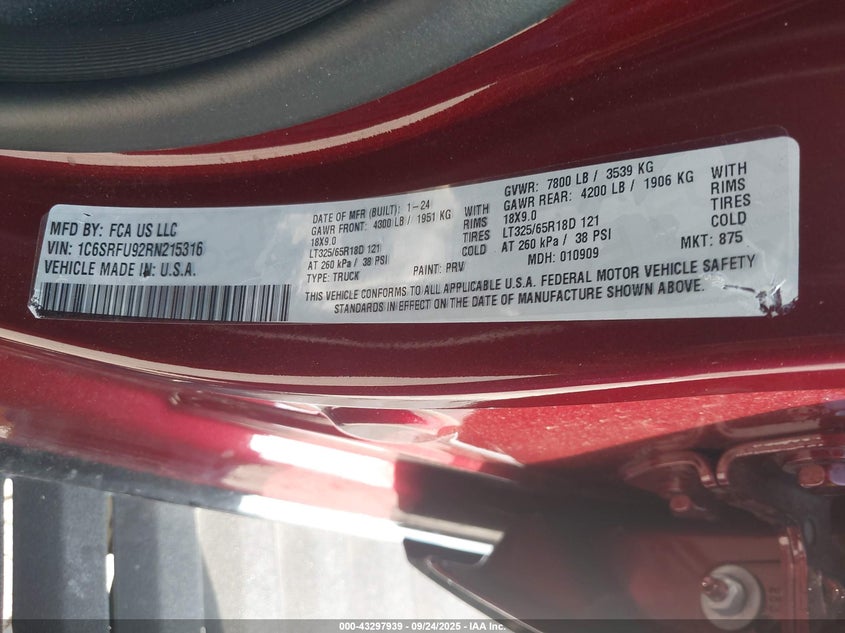 MFD BY: FCA US LLC
VIN: 1C6SRFU92RN215316
VEHICLE MADE IN: U.S.A.
DATE OF MFR (BUILT): 1-24
GAWR FRONT: 4300 LB / 1951 KG WITH
18X9.0 RIMS
LT325/65R18D 121 TIRES
AT 260 kPa / 38 PSI COLD
TYPE: TRUCK PAINT: PRV
GVWR: 7800 LB / 3539 KG
GAWR REAR: 4200 LB / 1906 KG WITH
18X9.0 RIMS
LT325/65R18D 121 TIRES
AT 260 kPa / 38 PSI COLD
MDH: 010909 MKT: 875
THIS VEHICLE CONFORMS TO ALL APPLICABLE U.S.A. FEDERAL MOTOR VEHICLE SAFETY
STANDARDS IN EFFECT ON THE DATE OF MANUFACTURE SHOWN ABOVE.
000-43297939 - 09/24/2025 - IAA Inc.